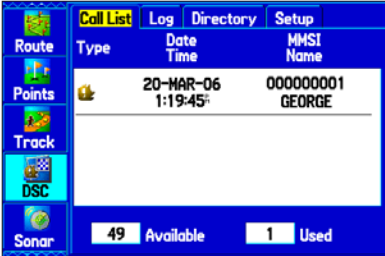 Call List Log Directory Setup
Route
Type Date MMSI
Time Name
Points
20-MAR-06 000000001
1:19:45 GEORGE
Track
DSC
Sonar
49 Available 1 Used